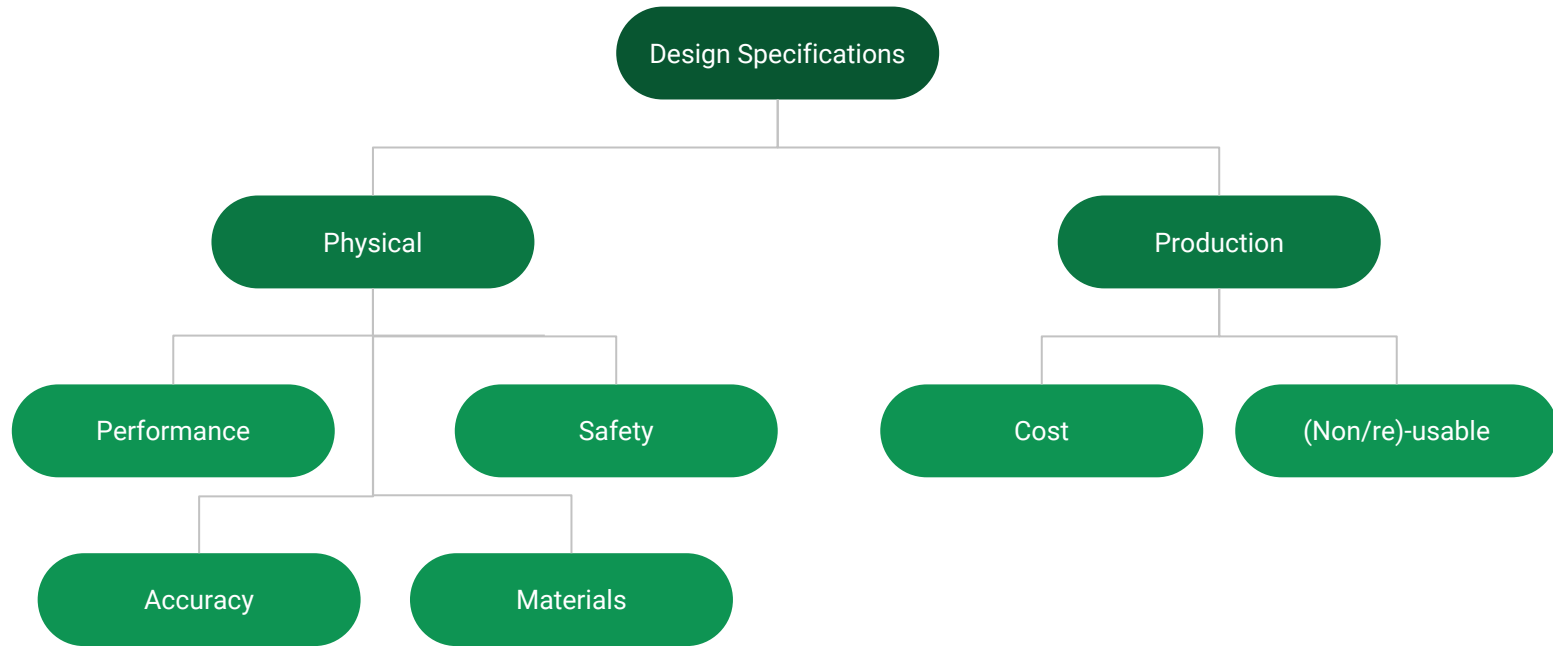 Design Specifications
Physical
Production
Performance
Safety
Cost
(Non/re)-usable
Accuracy
Materials